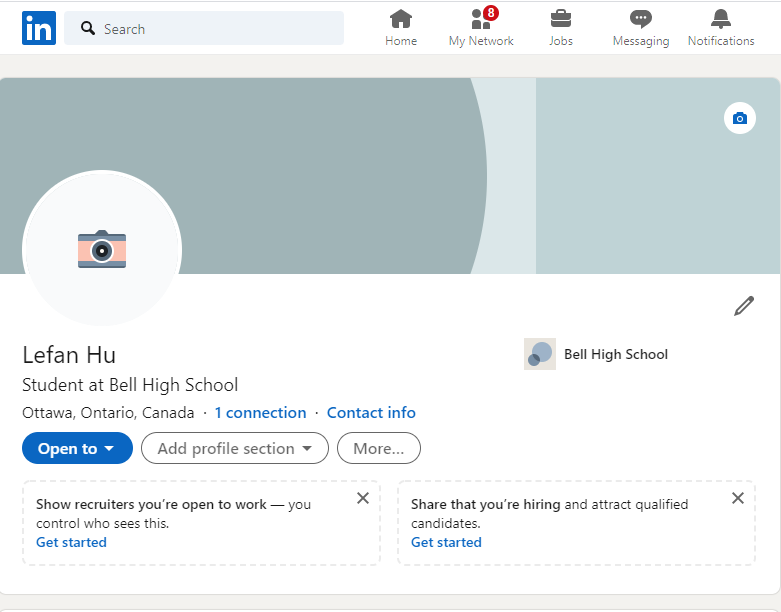 in
Search
Home
8
My Network
Jobs
Messaging
Notifications
Lefan Hu
Bell High School
Student at Bell High School
Ottawa, Ontario, Canada · 1 connection · Contact info
Open to
Add profile section
More...
Show recruiters you’re open to work — you
control who sees this.
Get started
Share that you’re hiring and attract qualified
candidates.
Get started